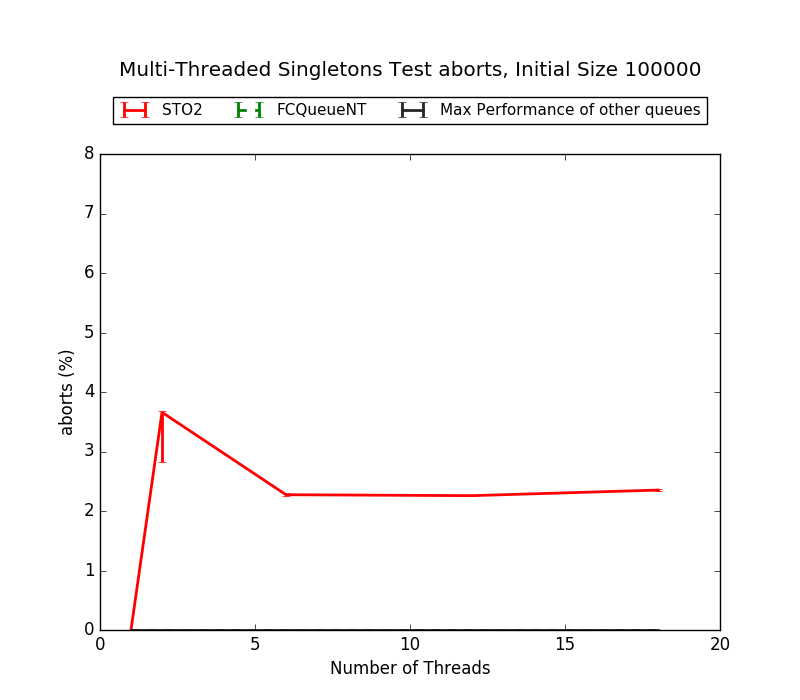 Multi-Threaded Singletons Test aborts, Initial Size 100000
STO2 FCQueueNT Max Performance of other queues
8
7
6
5
4
3
2
1
0
aborts (%)
0 5 10 15 20
Number of Threads